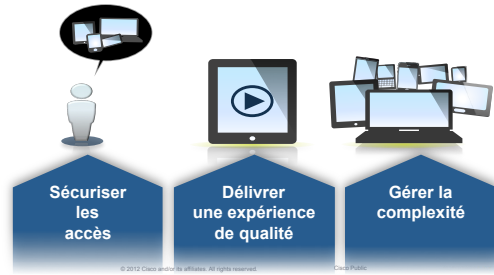 Sécuriser
les
accès
Délivrer
une expérience
de qualité
Gérer la
complexité
© 2012 Cisco and/or its affiliates. All rights reserved.
Cisco Public